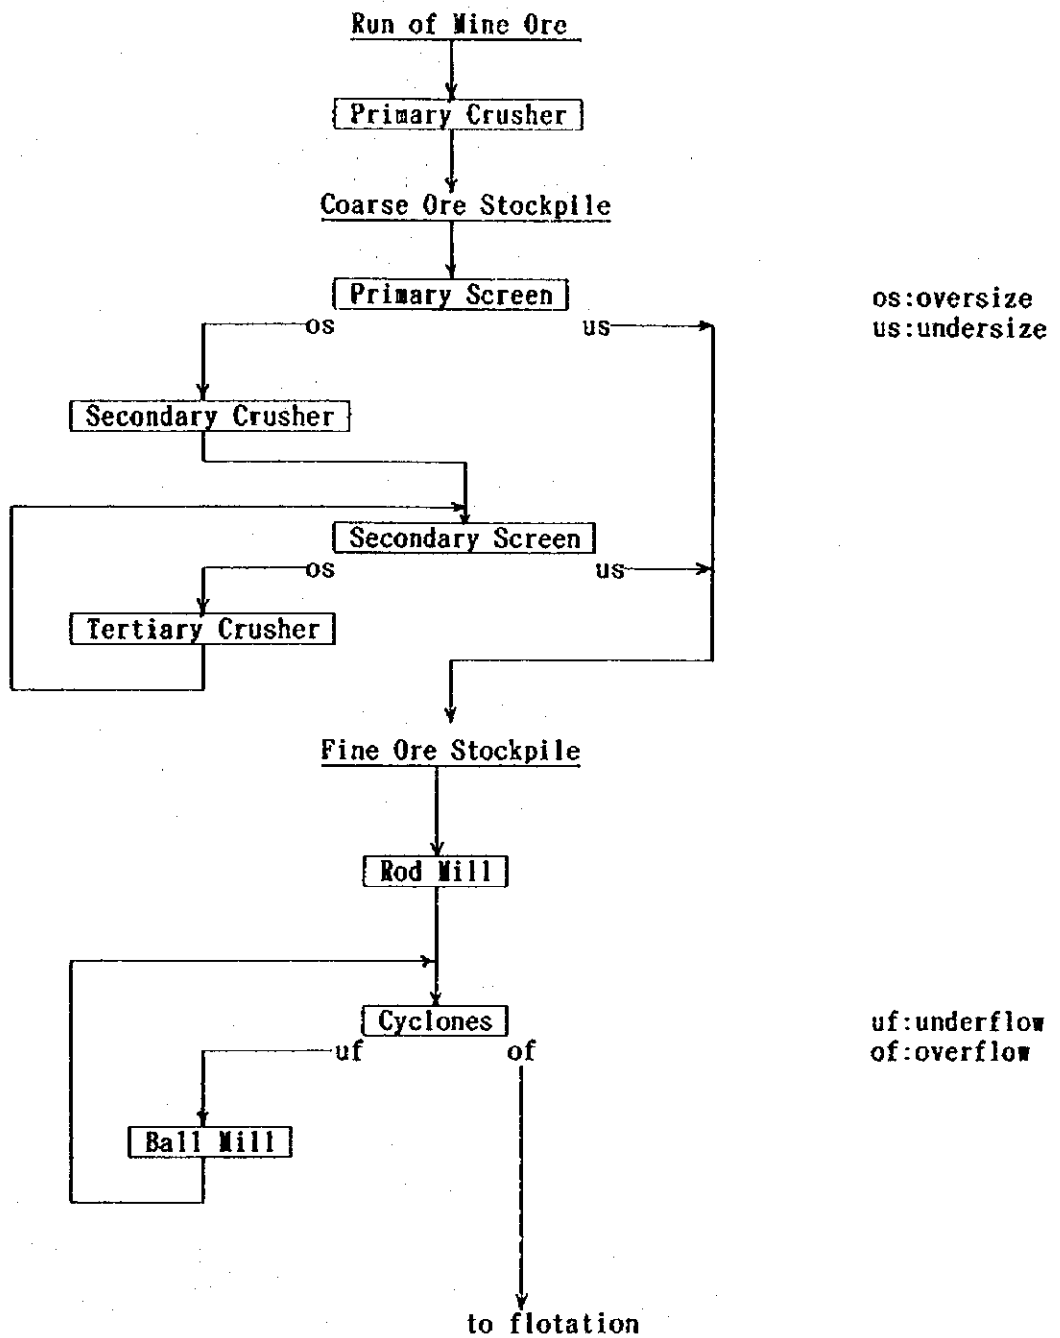 Run of Mine Ore
Primary Crusher
Coarse Ore Stockpile
Primary Screen
os:oversize
os
us
us:undersize
Secondary Crusher
Secondary Screen
os
us
Tertiary Crusher
Fine Ore Stockpile
Rod Mill
Cyclones
uf:underflow
uf
of
of:overflow
Ball Mill
to flotation